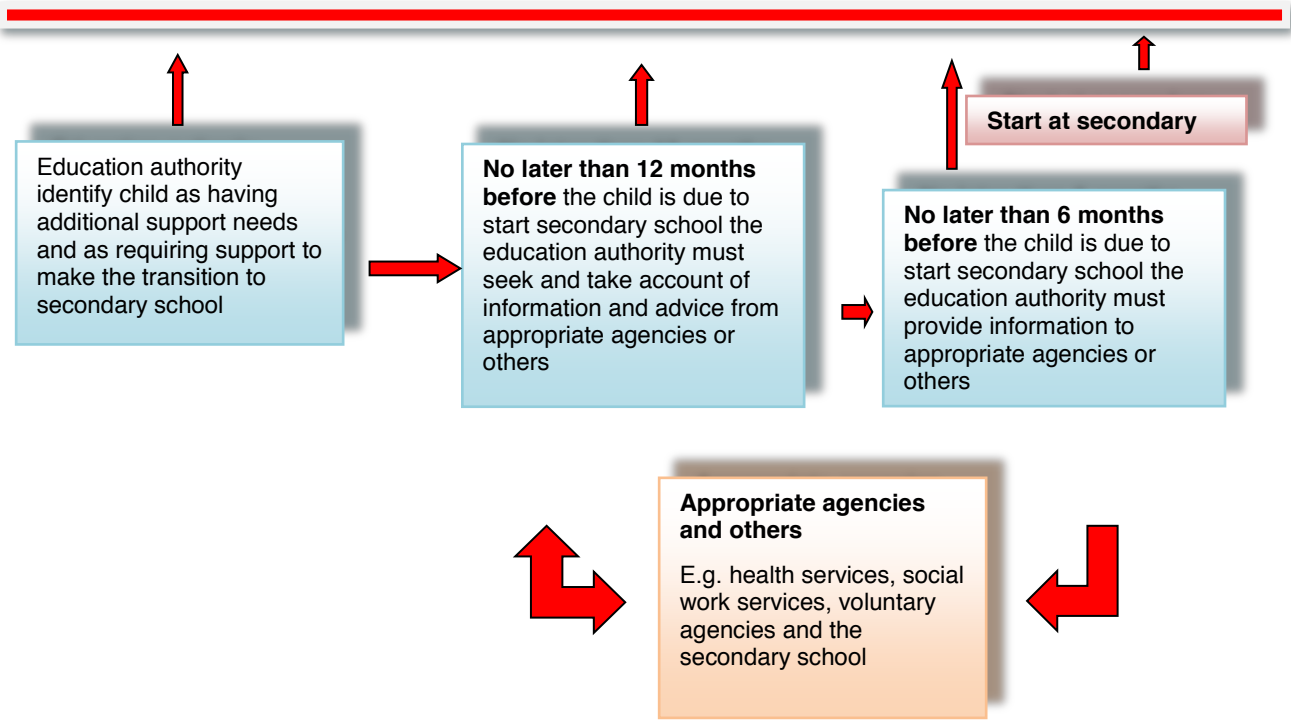 Education authority
identify child as having
additional support needs
and as requiring support to
make the transition to
secondary school
No later than 12 months
before the child is due to
start secondary school the
education authority must
seek and take account of
information and advice from
appropriate agencies or
others
Start at secondary
No later than 6 months
before the child is due to
start secondary school the
education authority must
provide information to
appropriate agencies or
others
Appropriate agencies
and others
E.g. health services, social
work services, voluntary
agencies and the
secondary school